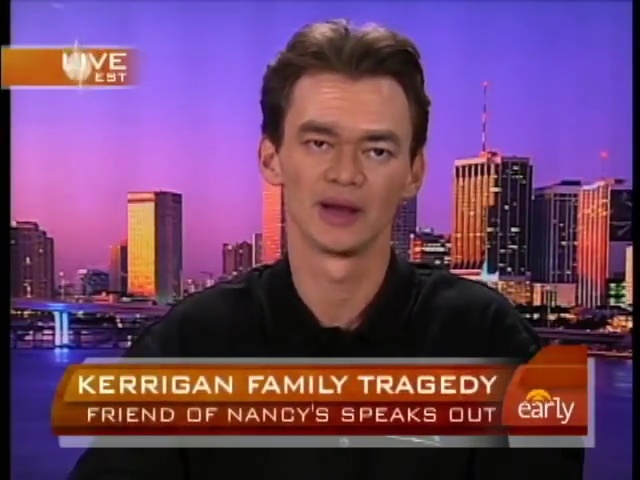 LIVE
EST
KERRIGAN FAMILY TRAGEDY
FRIEND OF NANCY'S SPEAKS OUT
early